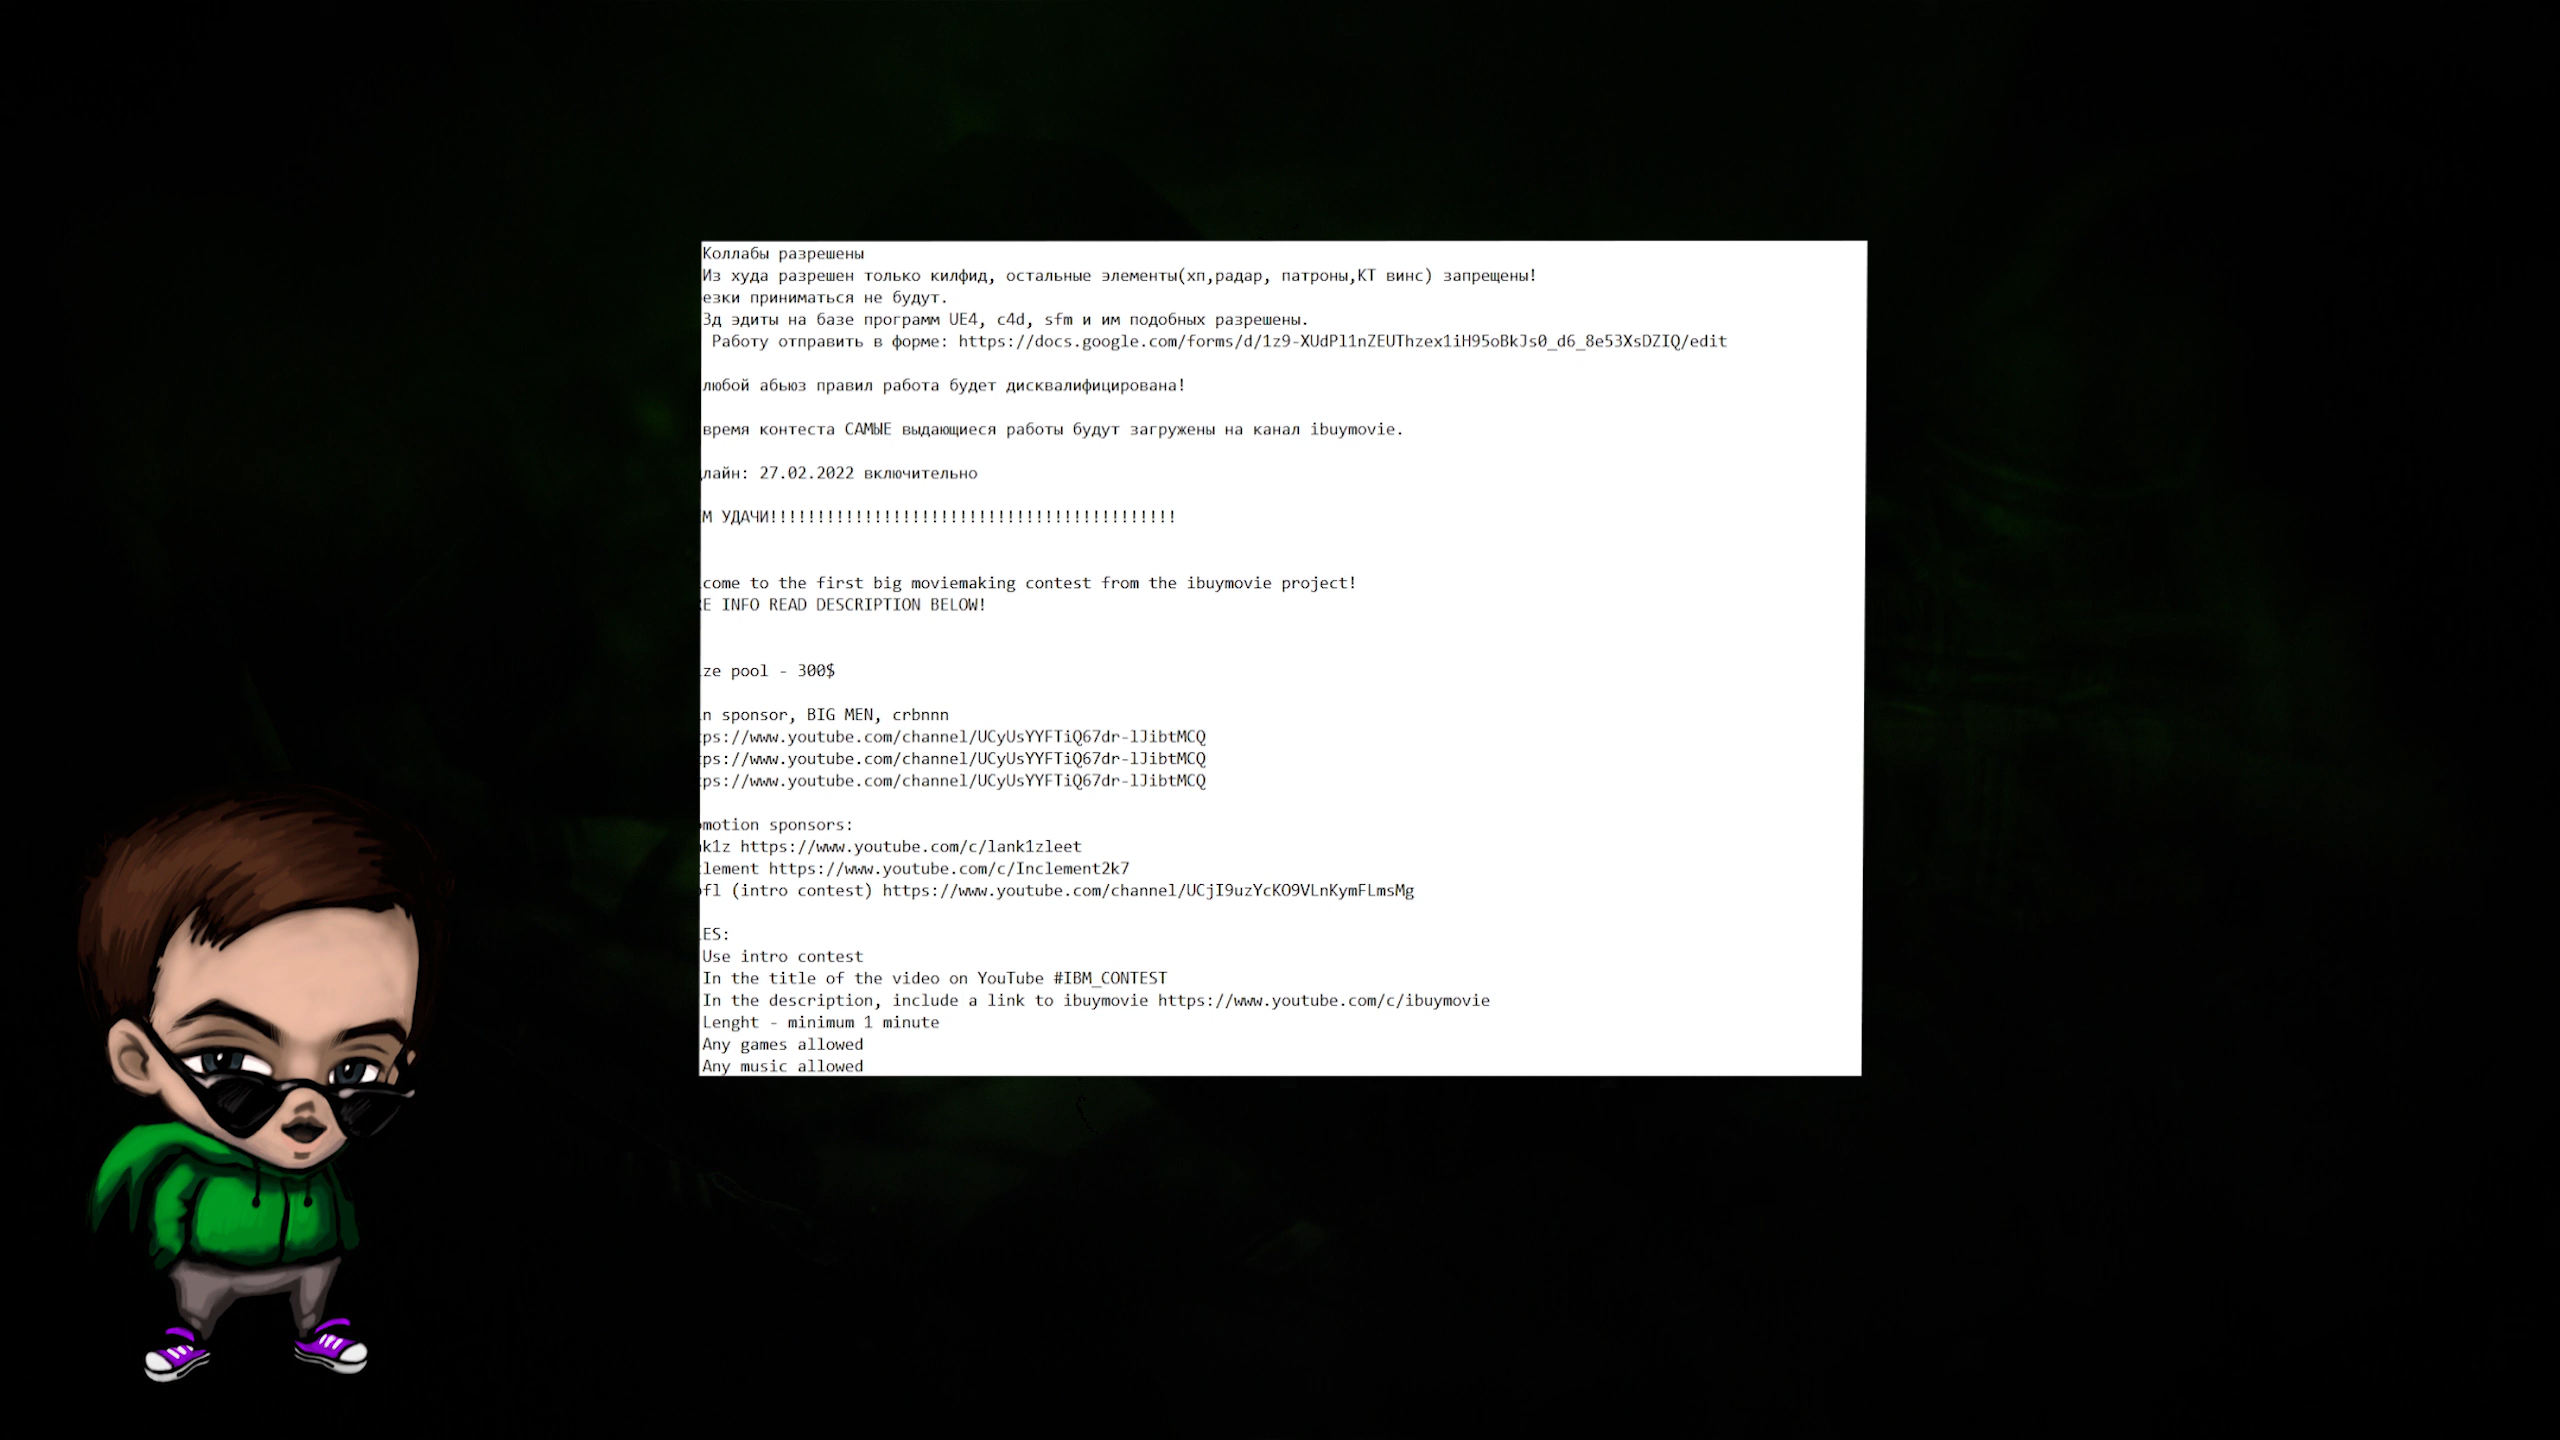 Коллабы разрешены
Из худа разрешен только килфид, остальные элементы(хп,радар, патроны,КТ винс) запрещены!
езки приниматься не будут.
3д эдиты на базе программ UE4, c4d, sfm и им подобных разрешены.
Работу отправить в форме: https://docs.google.com/forms/d/1z9-XUdPl1nZEUThzex1iH95oBkJs0_d6_8e53XsDZIQ/edit
любой абьюз правил работа будет дисквалифицирована!
время контеста САМЫЕ выдающиеся работы будут загружены на канал ibuymovie.
лайн: 27.02.2022 включительно
М УДАЧИ!!!!!!!!!!!!!!!!!!!!!!!!!!!!!!!!!!!!!!!!!!!
come to the first big moviemaking contest from the ibuymovie project!
RE INFO READ DESCRIPTION BELOW!
ze pool - 300$
n sponsor, BIG MEN, crbnnn
ps://www.youtube.com/channel/UCyUsYYFTiQ67dr-lJibtMCQ
ps://www.youtube.com/channel/UCyUsYYFTiQ67dr-lJibtMCQ
ps://www.youtube.com/channel/UCyUsYYFTiQ67dr-lJibtMCQ
motion sponsors:
nk1z https://www.youtube.com/c/lank1zleet
lement https://www.youtube.com/c/Inclement2k7
ofl (intro contest) https://www.youtube.com/channel/UCjI9uzYcKO9VLnKymFLmsMg
ES:
Use intro contest
In the title of the video on YouTube #IBM_CONTEST
In the description, include a link to ibuymovie https://www.youtube.com/c/ibuymovie
Lenght - minimum 1 minute
Any games allowed
Any music allowed